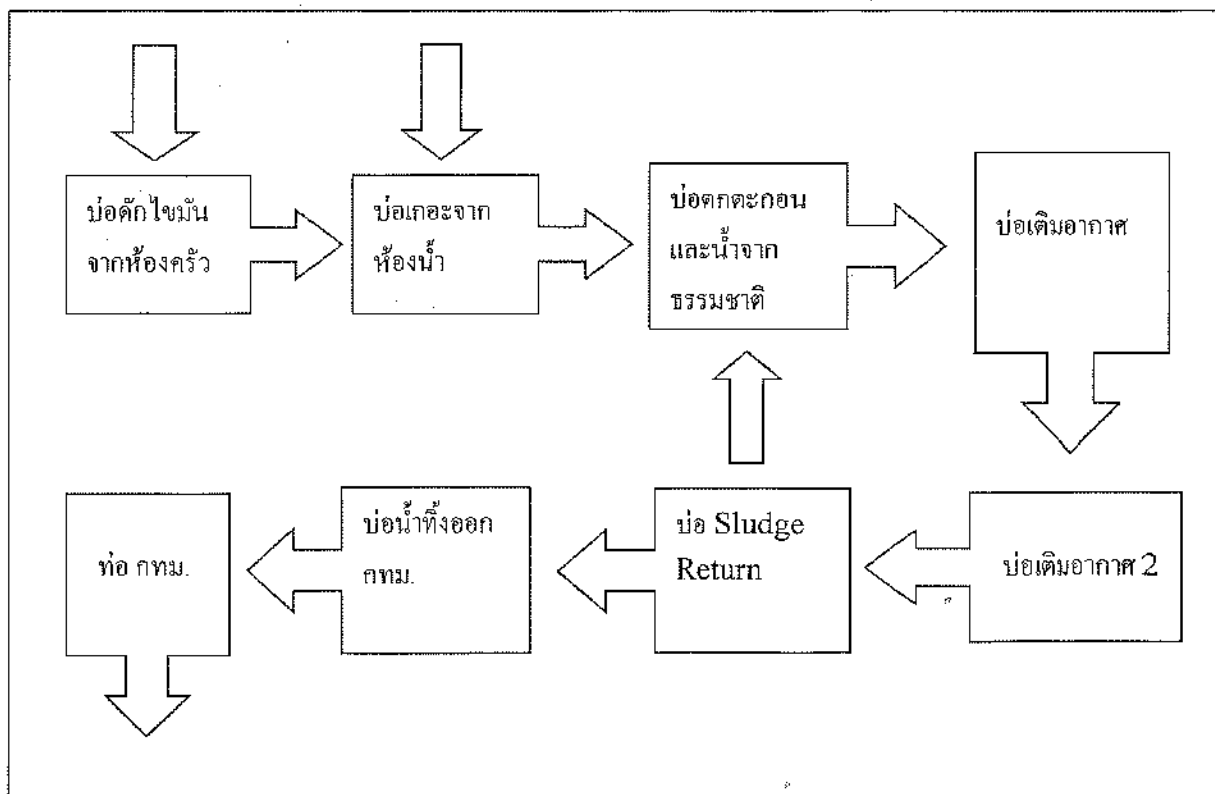 บ่อดักไขมัน
จากห้องครัว
บ่อเกอะจาก
ห้องน้ำ
บ่อตกตะกอน
และน้ำจาก
ธรรมชาติ
บ่อเติมอากาศ
ท่อ กทม.
บ่อน้ำทิ้งออก
กทม.
บ่อ Sludge
Return
บ่อเติมอากาศ 2